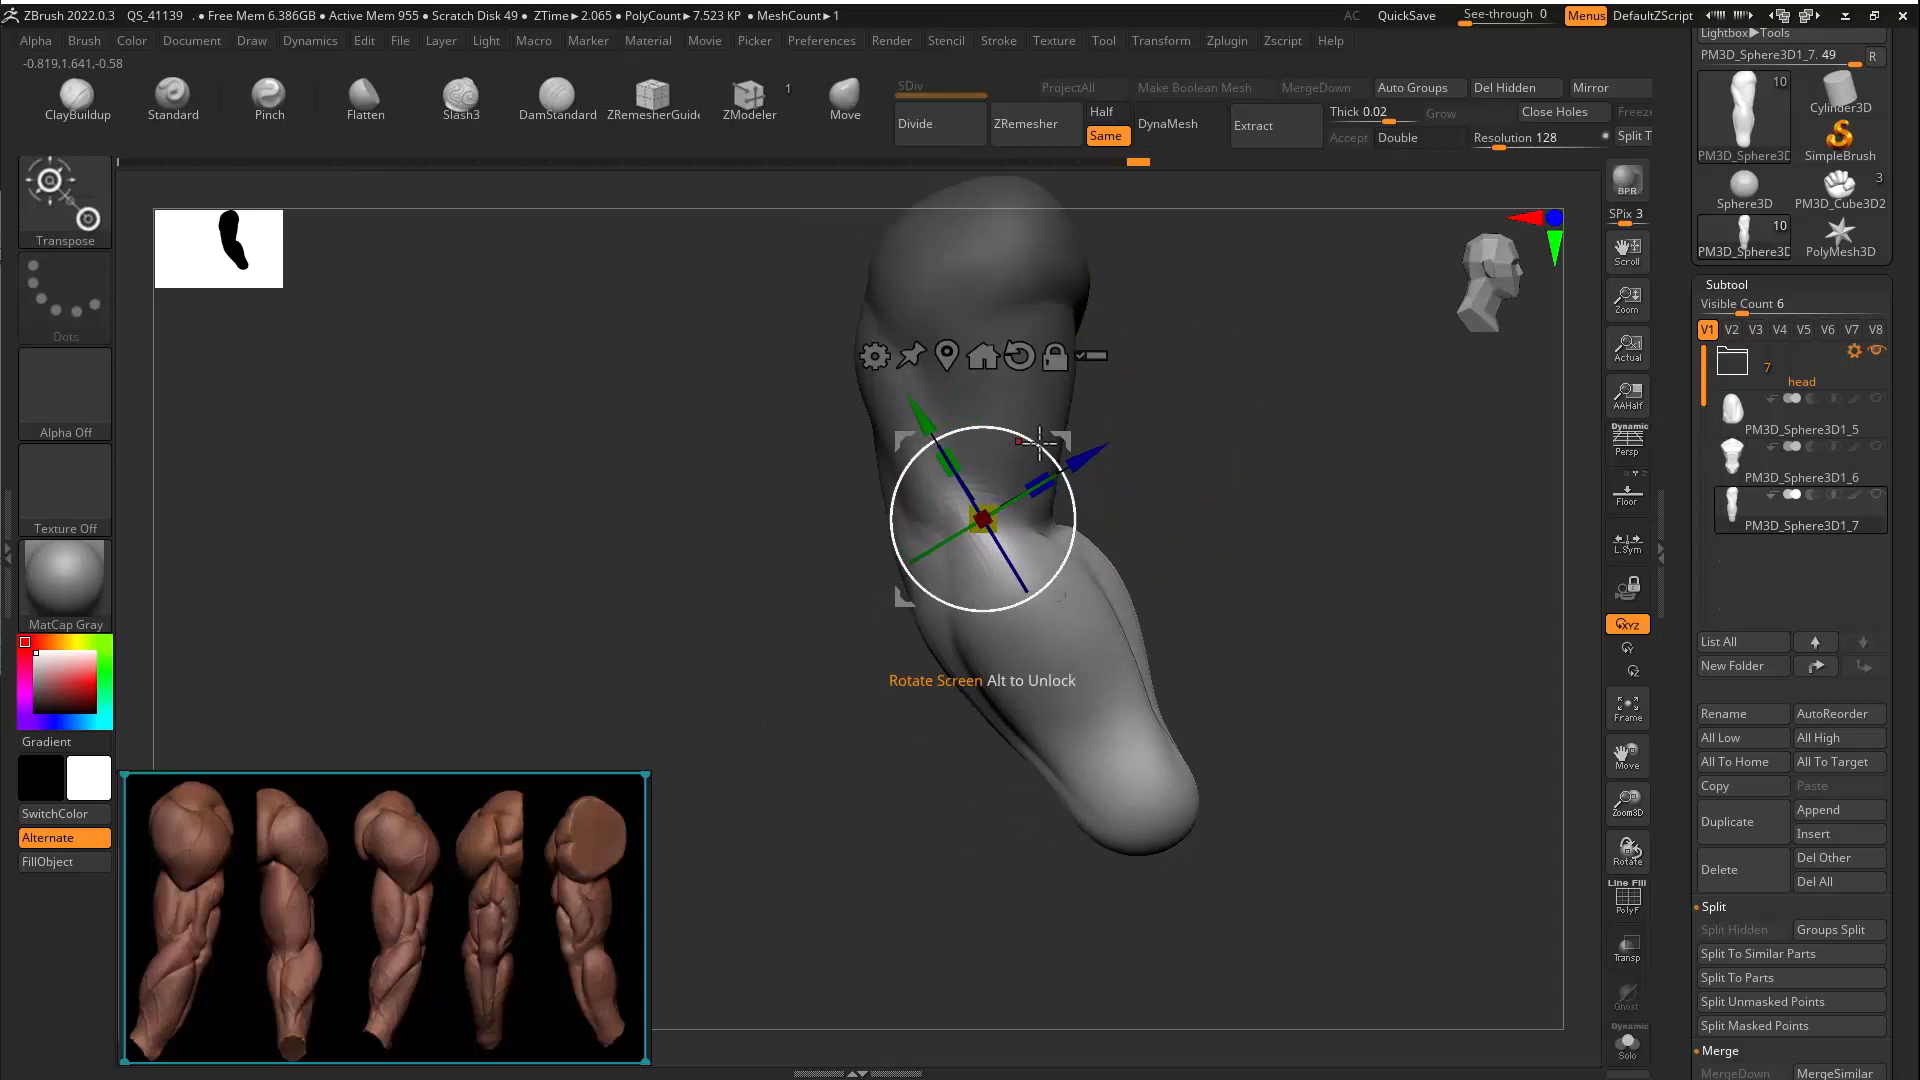 ZBrush 2022.0.3 QS_41139 . • Free Mem 6.386GB • Active Mem 955 • Scratch Disk 49 • ZTime▸2.065 • PolyCount▸7.523 KP • MeshCount▸1 AC QuickSave See-through 0 Menus DefaultZScript
Alpha Brush Color Document Draw Dynamics Edit File Layer Light Macro Marker Material Movie Picker Preferences Render Stencil Stroke Texture Tool Transform Zplugin Zscript Help
-0.819,1.641,-0.58
ClayBuildup Standard Pinch Flatten Slash3 DamStandard ZRemesherGuide ZModeler 1 Move
SDiv ProjectAll Make Boolean Mesh MergeDown Auto Groups Del Hidden Mirror
Divide ZRemesher Half DynaMesh Extract Thick 0.02 Grow Close Holes Freeze
Same Accept Double Resolution 128 Split T
Transpose
Dots
Alpha Off
Texture Off
MatCap Gray
Gradient
SwitchColor
Alternate
FillObject
Rotate Screen Alt to Unlock
BPR
SPix 3
Scroll
Zoom
Actual
AAHalf
Dynamic
Persp
Floor
L.Sym
XYZ
Frame
Move
Zoom3D
Rotate
Line Fill
PolyF
Transp
Ghost
Dynamic
Solo
Lightbox▸Tools
PM3D_Sphere3D1_7. 49 R
10
Cylinder3D
PM3D_Sphere3D SimpleBrush
3
Sphere3D PM3D_Cube3D2
10
PM3D_Sphere3D PolyMesh3D
Subtool
Visible Count 6
V1 V2 V3 V4 V5 V6 V7 V8
7
head
PM3D_Sphere3D1_5
PM3D_Sphere3D1_6
PM3D_Sphere3D1_7
List All
New Folder
Rename AutoReorder
All Low All High
All To Home All To Target
Copy Paste
Duplicate Append
Insert
Delete Del Other
Del All
Split
Split Hidden Groups Split
Split To Similar Parts
Split To Parts
Split Unmasked Points
Split Masked Points
Merge
MergeDown MergeSimilar